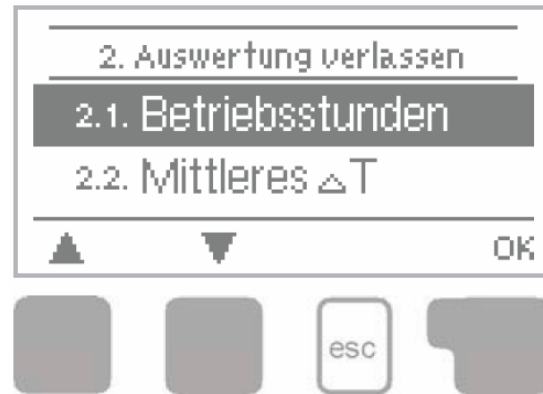 2. Auswertung verlassen
2.1. Betriebsstunden
2.2. Mittleres △T
▲ ▼ OK
esc